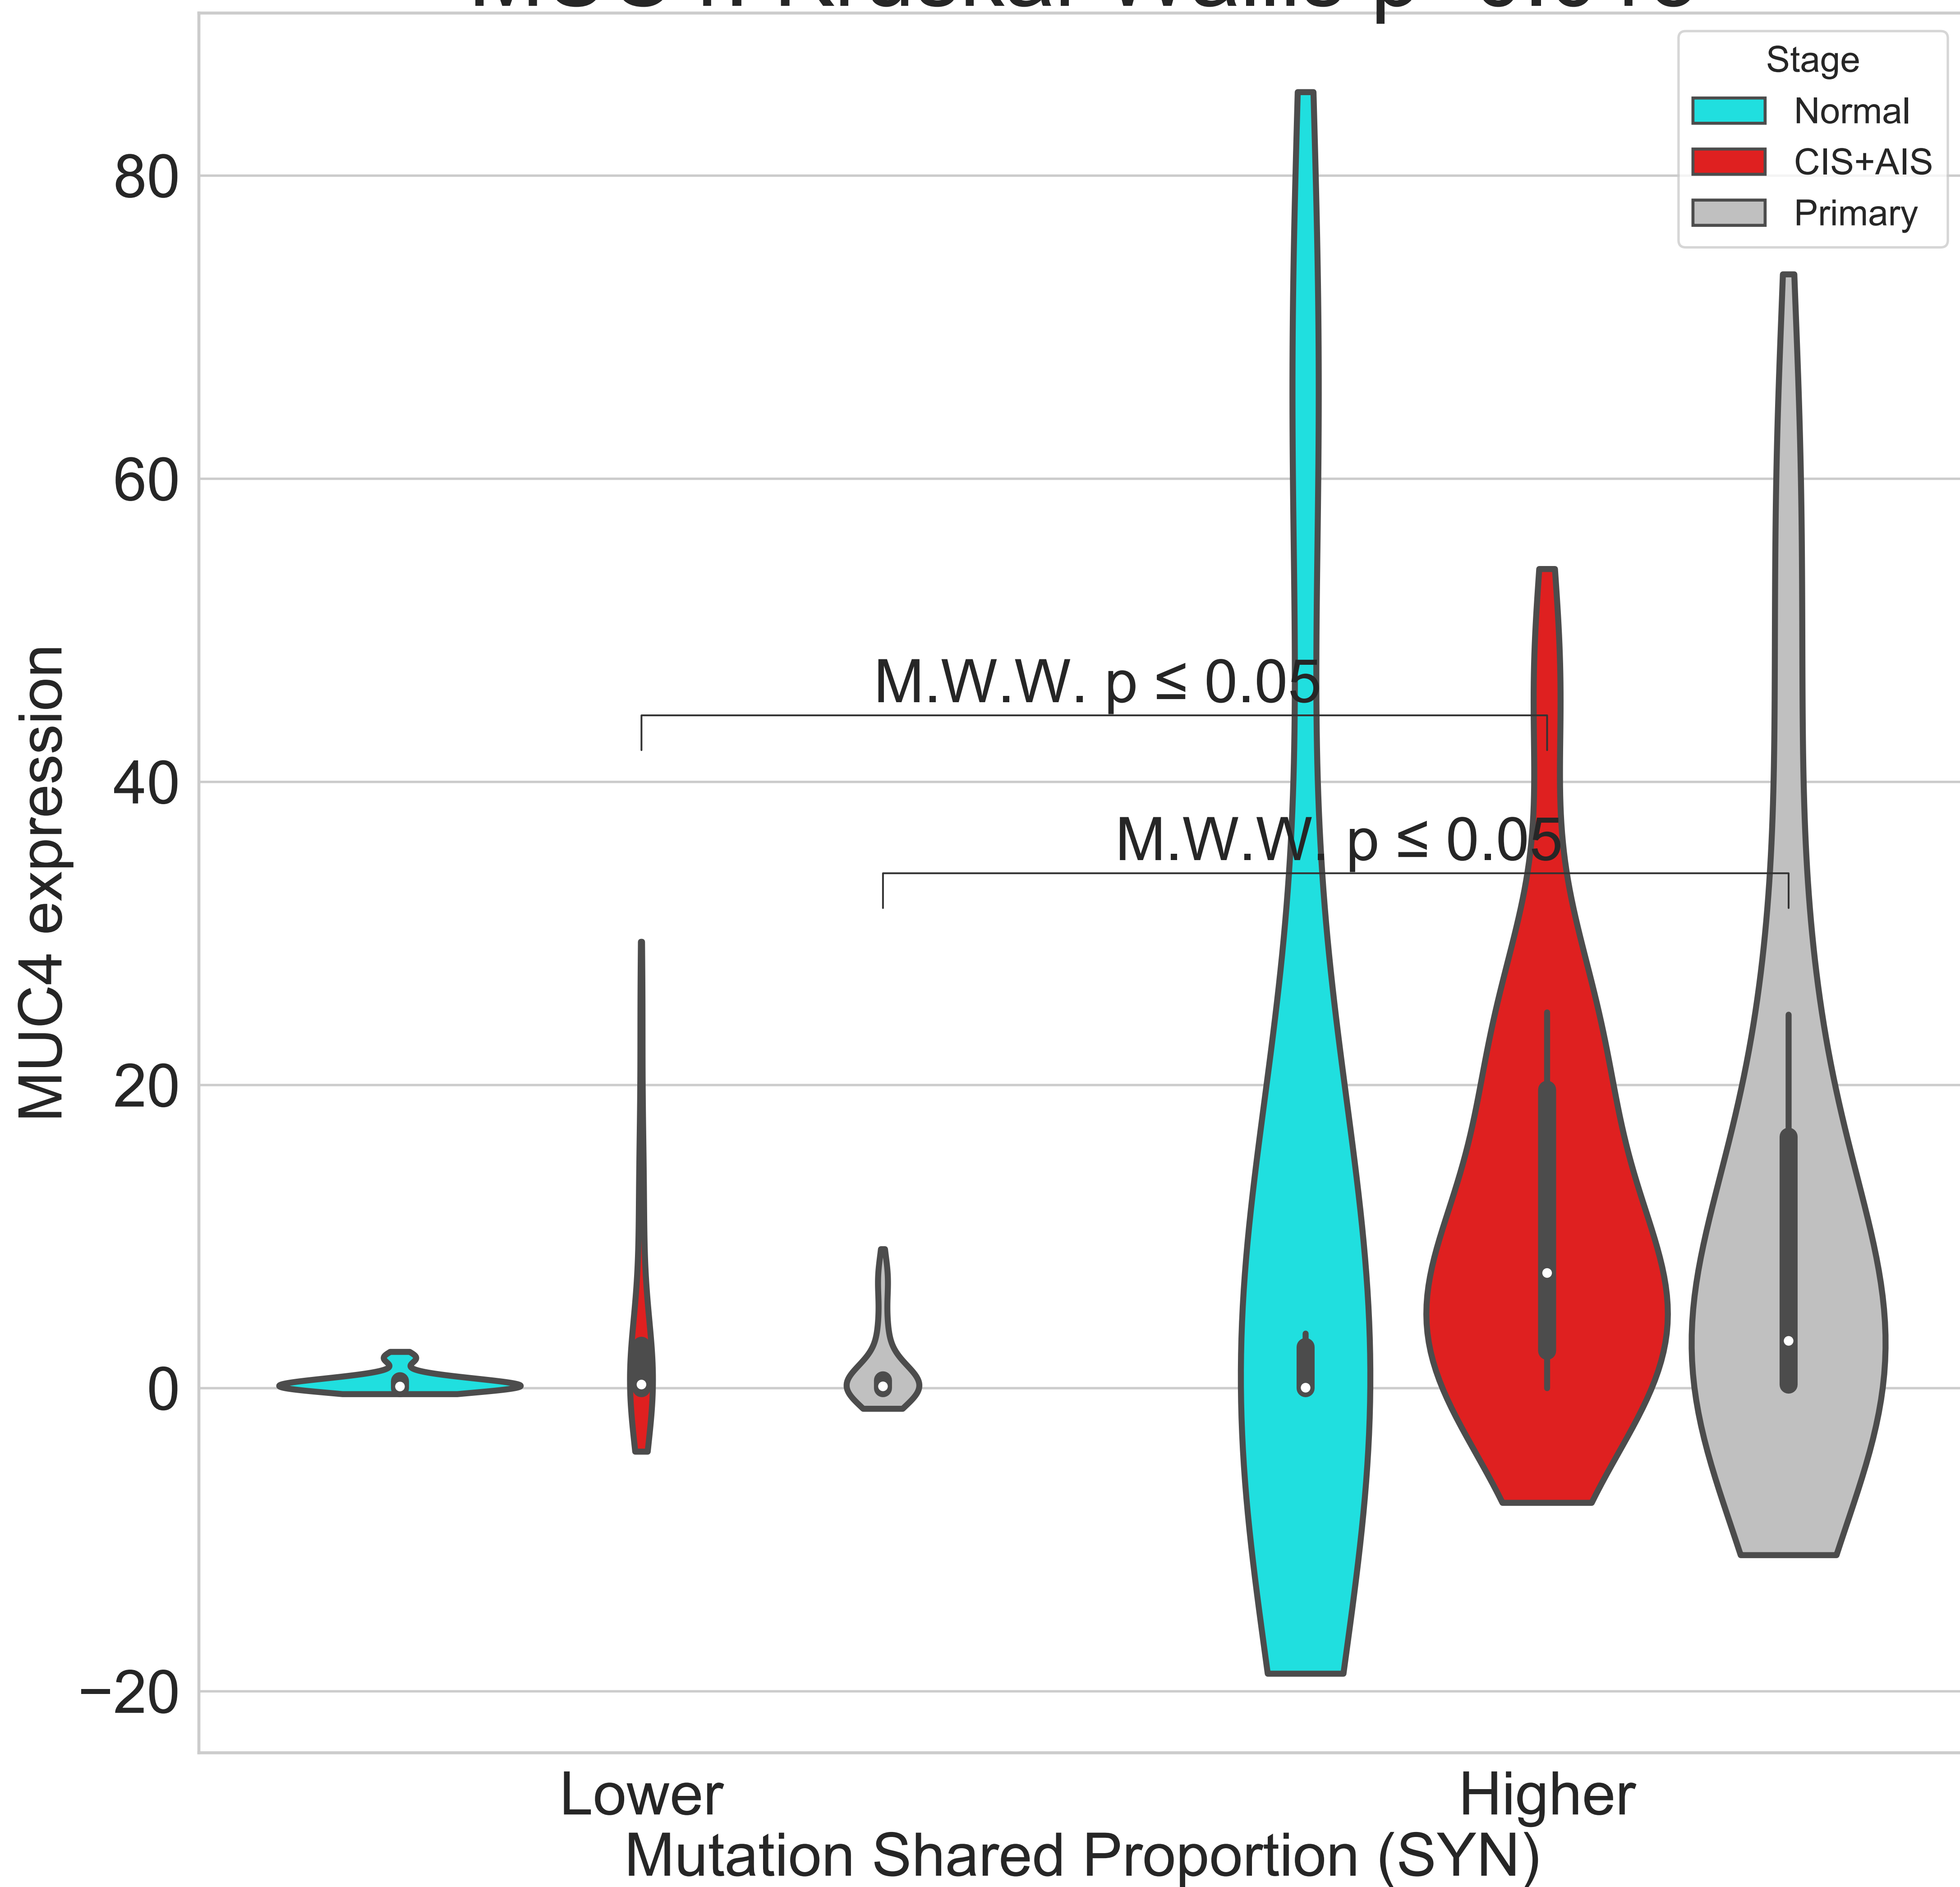 Stage
Normal
CIS+AIS
Primary
80
60
40
20
0
−20
MUC4 expression
M.W.W. p ≤ 0.05
M.W.W. p ≤ 0.05
Lower
Higher
Mutation Shared Proportion (SYN)